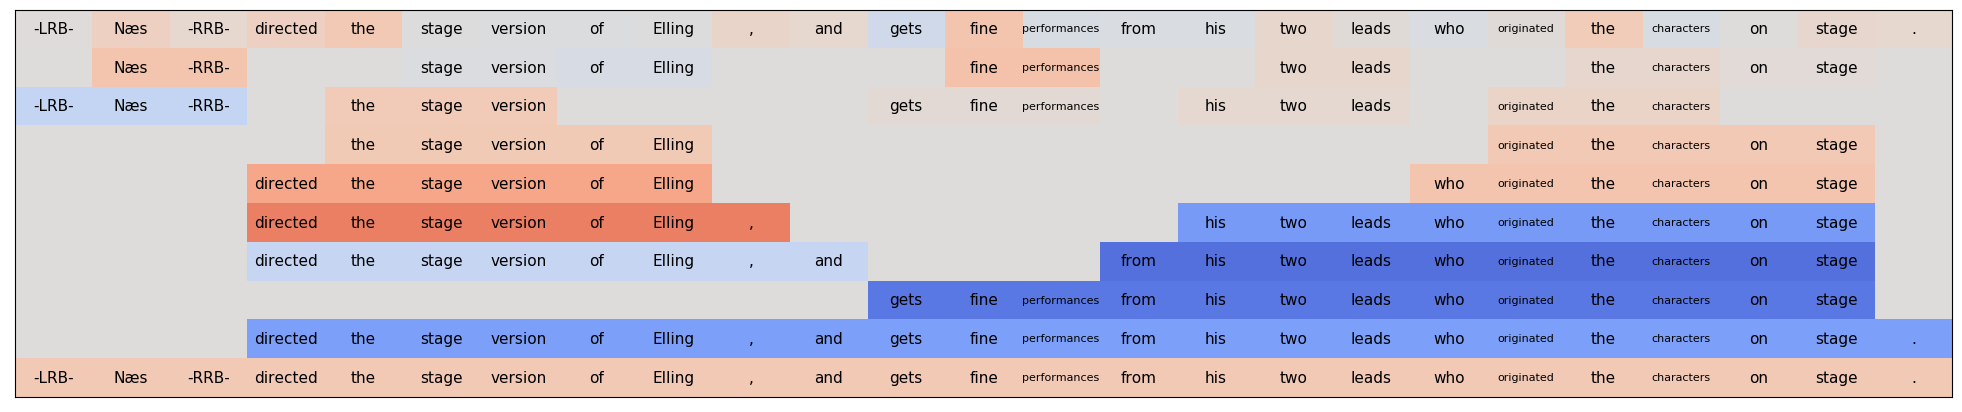 -LRB- Næs -RRB- directed the stage version of Elling , and gets fine performances from his two leads who originated the characters on stage .
Næs -RRB- stage version of Elling fine performances two leads the characters on stage
-LRB- Næs -RRB- the stage version gets fine performances his two leads originated the characters
the stage version of Elling originated the characters on stage
directed the stage version of Elling who originated the characters on stage
directed the stage version of Elling , his two leads who originated the characters on stage
directed the stage version of Elling , and from his two leads who originated the characters on stage
gets fine performances from his two leads who originated the characters on stage
directed the stage version of Elling , and gets fine performances from his two leads who originated the characters on stage .
-LRB- Næs -RRB- directed the stage version of Elling , and gets fine performances from his two leads who originated the characters on stage .